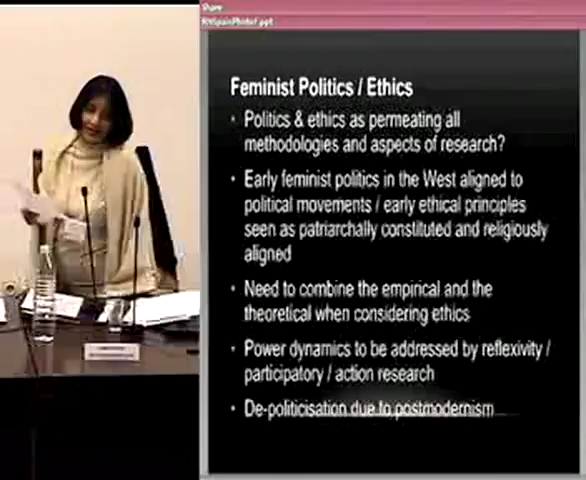 Share
Feminist Politics / Ethics
• Politics & ethics as permeating all
methodologies and aspects of research?
• Early feminist politics in the West aligned to
political movements / early ethical principles
seen as patriarchally constituted and religiously
aligned
• Need to combine the empirical and the
theoretical when considering ethics
• Power dynamics to be addressed by reflexivity /
participatory / action research
• De-politicisation due to postmodernism